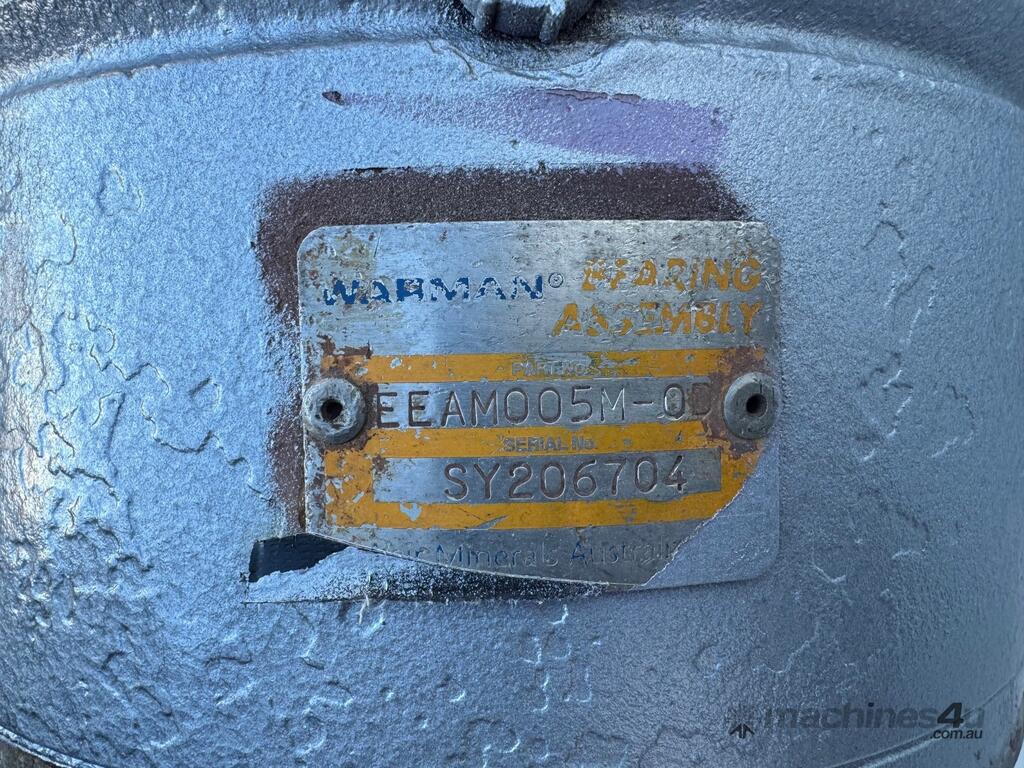 WARMAN® BEARING
ASSEMBLY
PART No.
EEAM005M-0D
SERIAL No.
SY206704
Minerals Australia
machines4u
.com.au